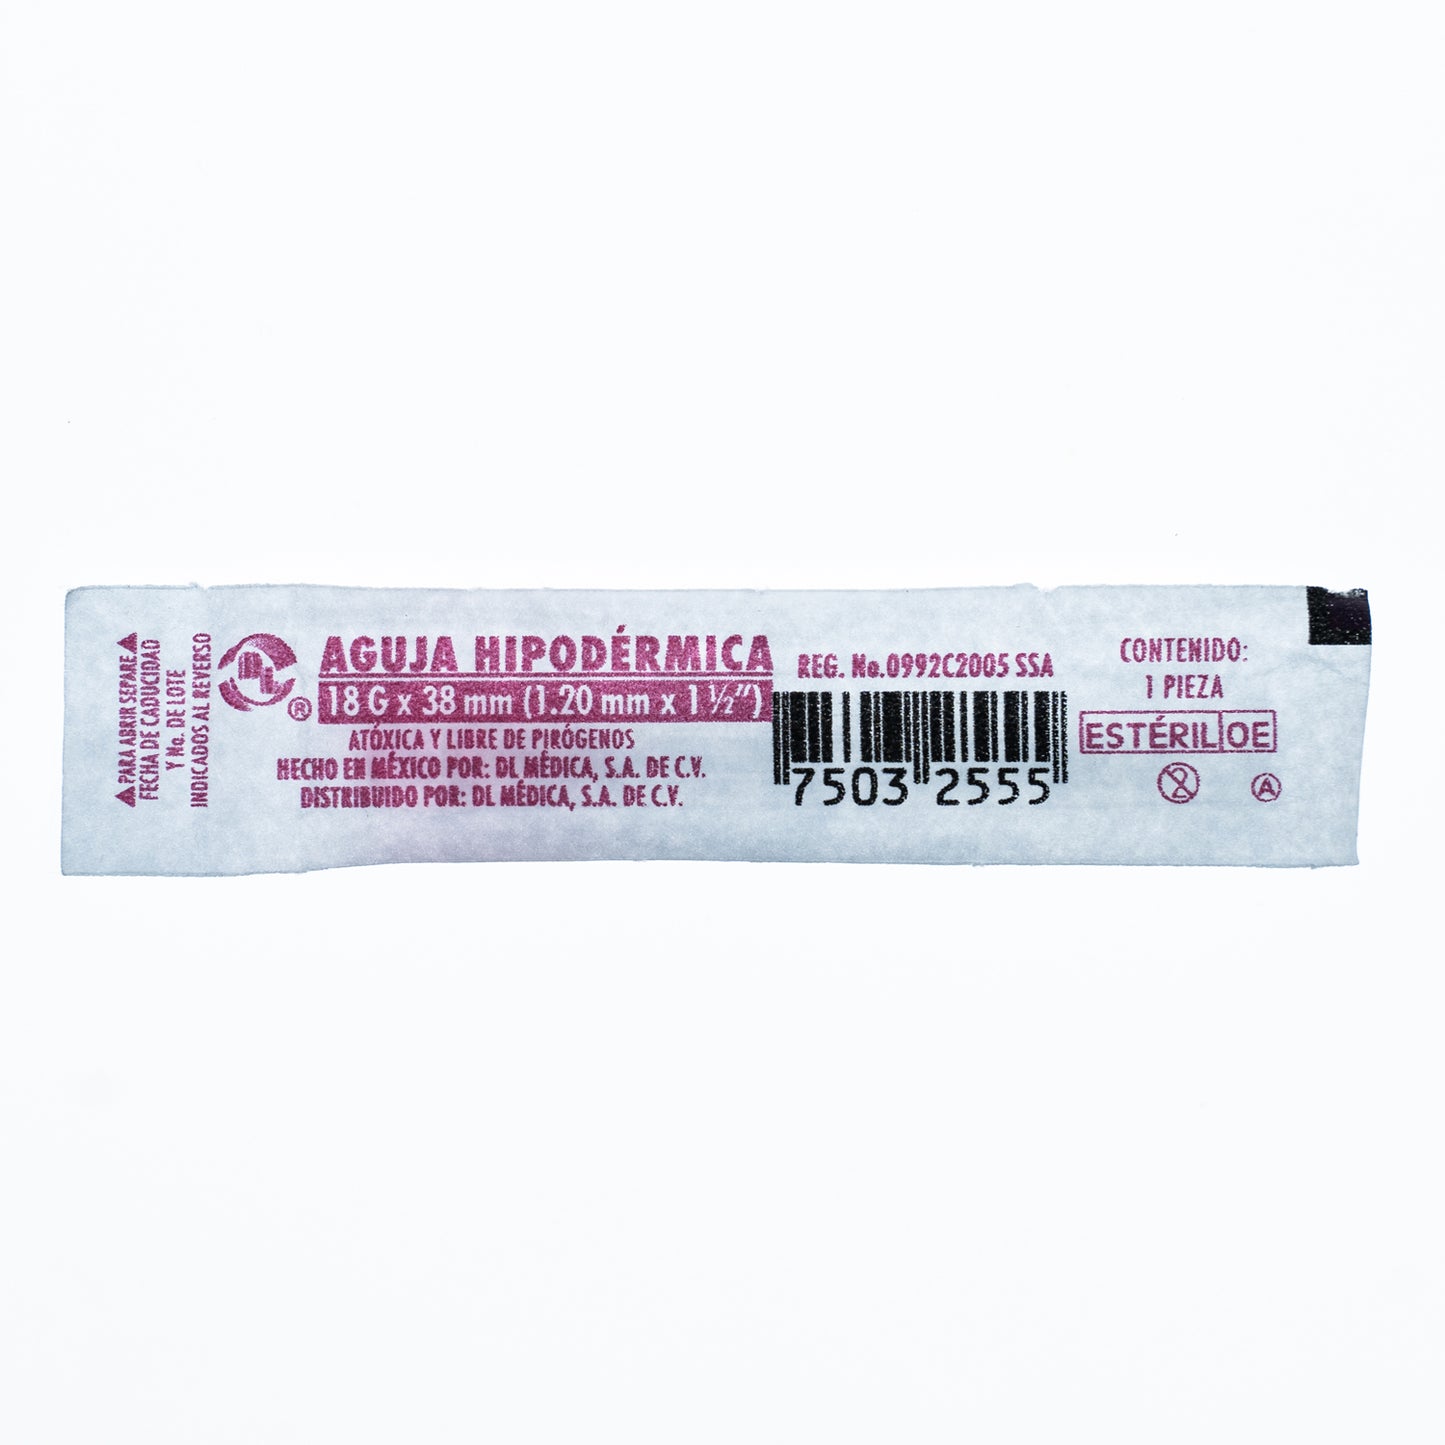 ▲PARA ABRIR SEPARE▲
FECHA DE CADUCIDAD
Y No. DE LOTE
INDICADOS AL REVERSO
DL®
AGUJA HIPODÉRMICA
18 G x 38 mm (1.20 mm x 1 ½")
ATÓXICA Y LIBRE DE PIRÓGENOS
HECHO EN MÉXICO POR: DL MÉDICA, S.A. DE C.V.
DISTRIBUIDO POR: DL MÉDICA, S.A. DE C.V.
REG. No.0992C2005 SSA
7503 2555
CONTENIDO:
1 PIEZA
ESTÉRIL OE
2 A